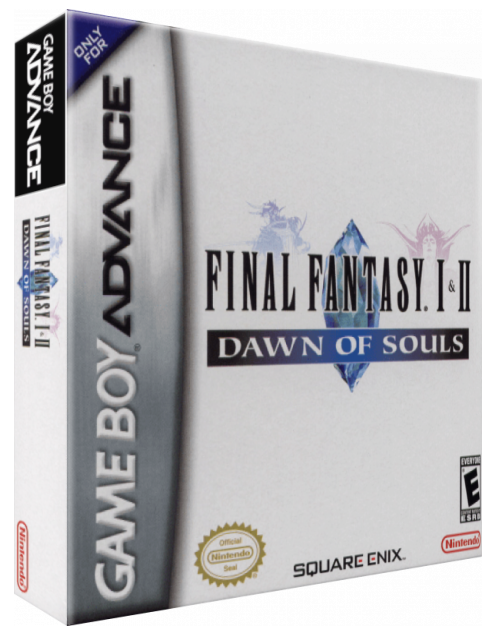 GAME BOY
ADVANCE
FINAL FANTASY. I & II
DAWN OF SOULS
Nintendo
ONLY
FOR
GAME BOY ADVANCE
FINAL FANTASY. I & II
DAWN OF SOULS
Official
Nintendo
Seal
SQUARE ENIX™
EVERYONE
E
ESRB
Nintendo